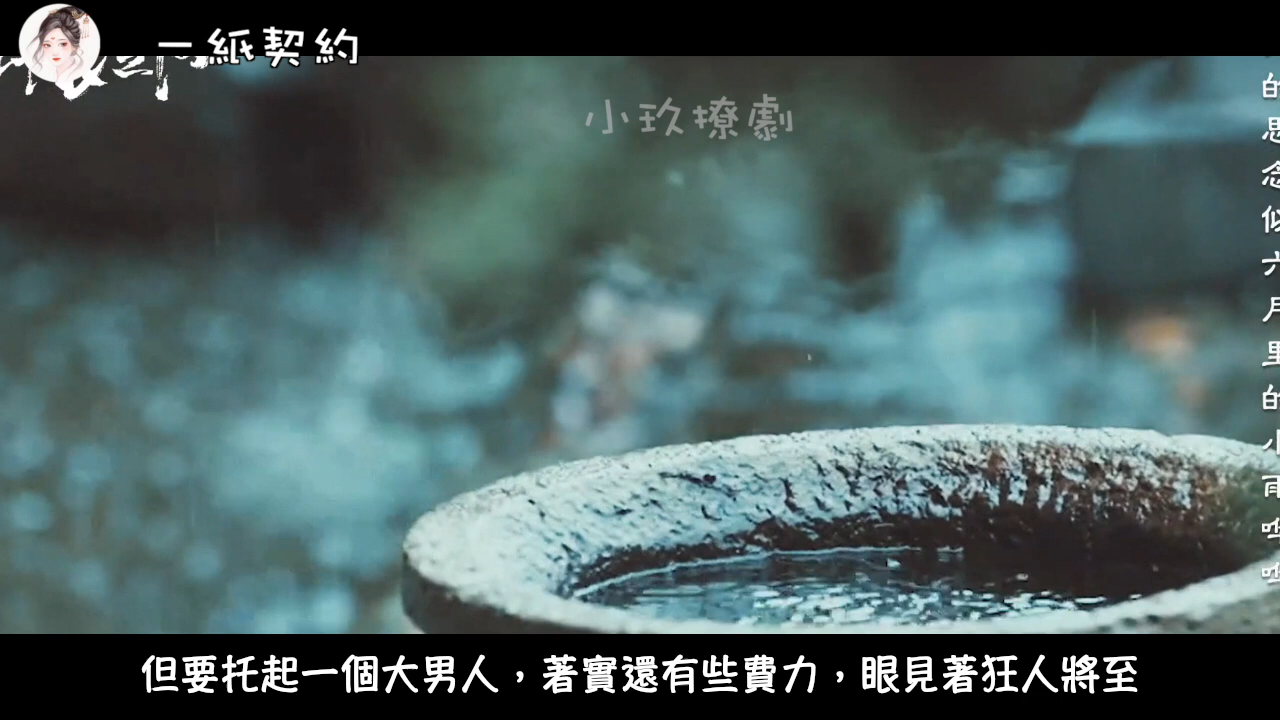 一紙契約
小玖撩劇
的思念似六月里的小雨啦啦
但要托起一個大男人，著實還有些費力，眼見著狂人將至